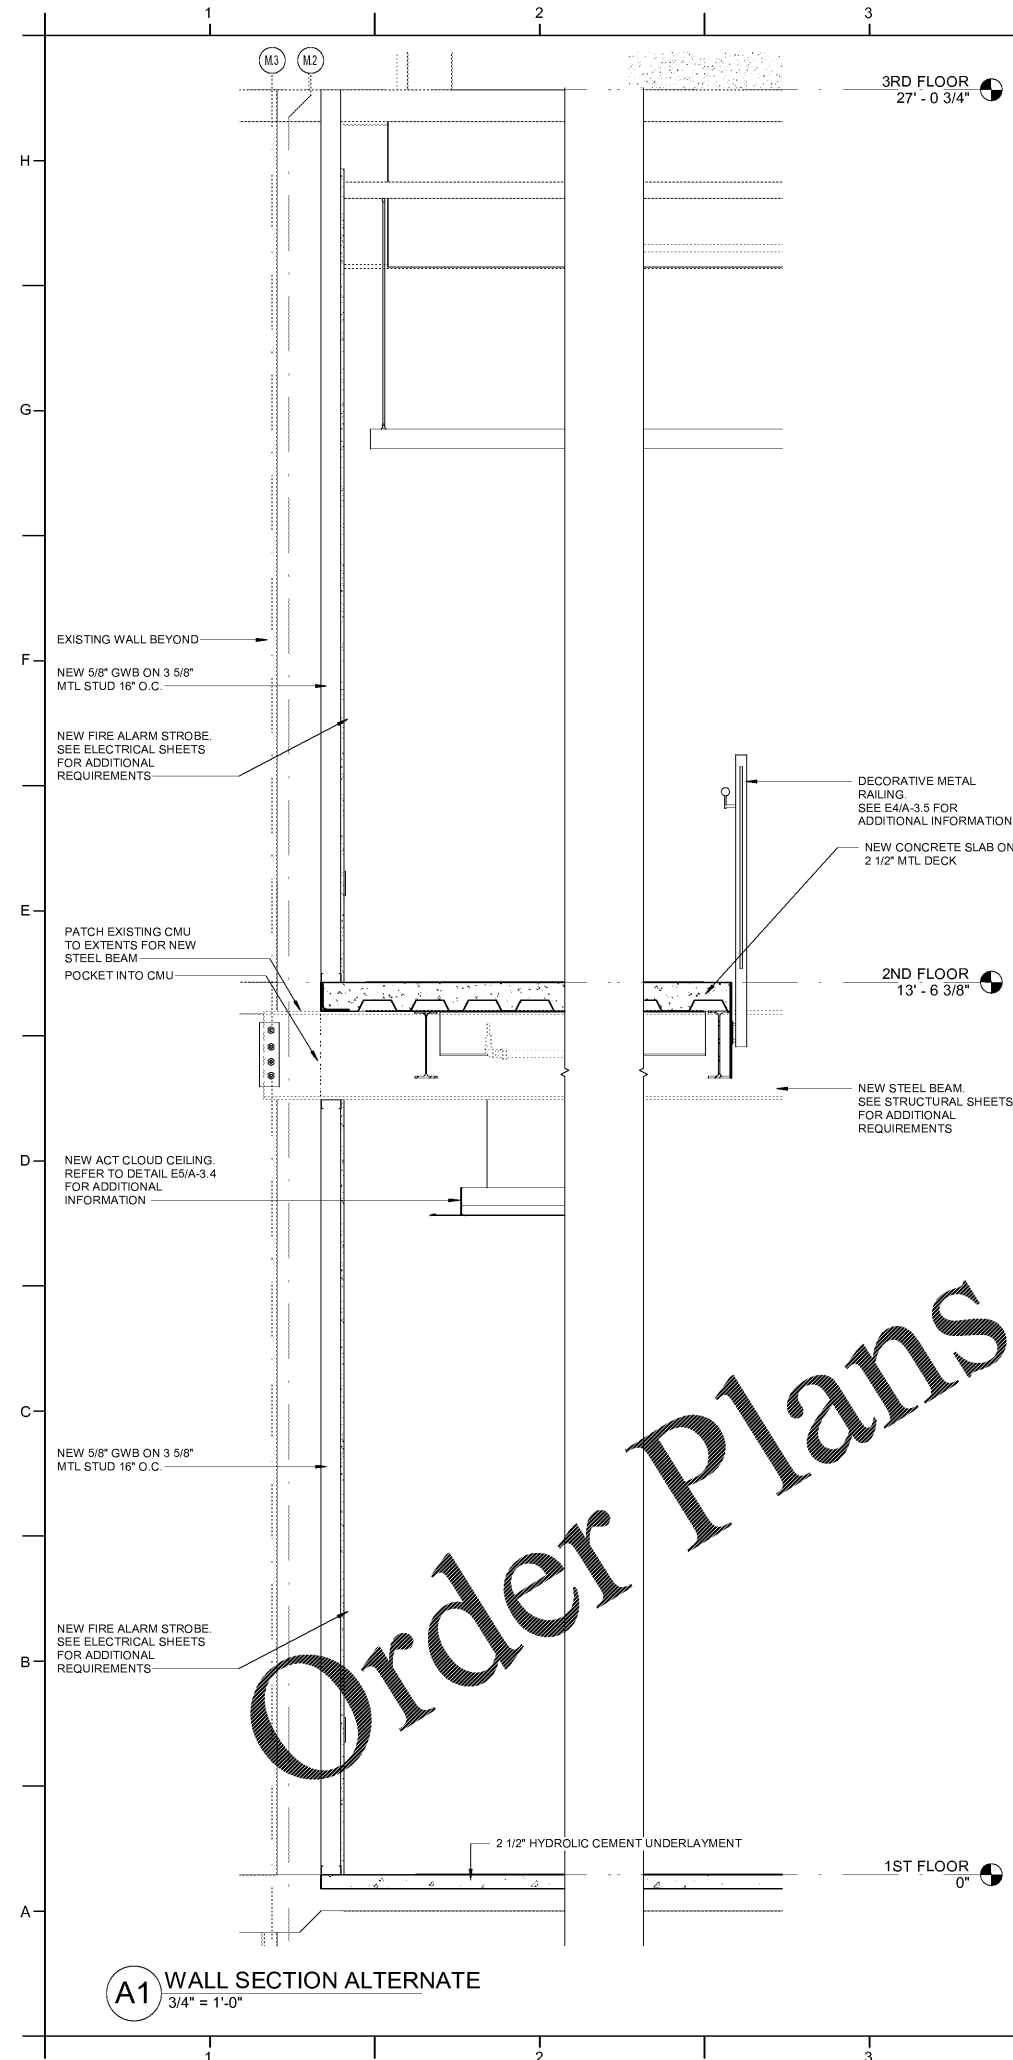 1 2 3
M.3 M.2
3RD FLOOR
27' - 0 3/4"
H
G
F
EXISTING WALL BEYOND
NEW 5/8" GWB ON 3 5/8"
MTL STUD 16" O.C.
NEW FIRE ALARM STROBE.
SEE ELECTRICAL SHEETS
FOR ADDITIONAL
REQUIREMENTS
DECORATIVE METAL
RAILING.
SEE E4/A-3.5 FOR
ADDITIONAL INFORMATION
NEW CONCRETE SLAB ON
2 1/2" MTL DECK
E
PATCH EXISTING CMU
TO EXTENTS FOR NEW
STEEL BEAM
POCKET INTO CMU
2ND FLOOR
13' - 6 3/8"
NEW STEEL BEAM.
SEE STRUCTURAL SHEETS
FOR ADDITIONAL
REQUIREMENTS
D
NEW ACT CLOUD CEILING.
REFER TO DETAIL E5/A-3.4
FOR ADDITIONAL
INFORMATION
Order Plans
C
NEW 5/8" GWB ON 3 5/8"
MTL STUD 16" O.C.
NEW FIRE ALARM STROBE.
SEE ELECTRICAL SHEETS
FOR ADDITIONAL
REQUIREMENTS
B
2 1/2" HYDROLIC CEMENT UNDERLAYMENT
1ST FLOOR
0"
A
A1 WALL SECTION ALTERNATE
3/4" = 1'-0"
1 2 3